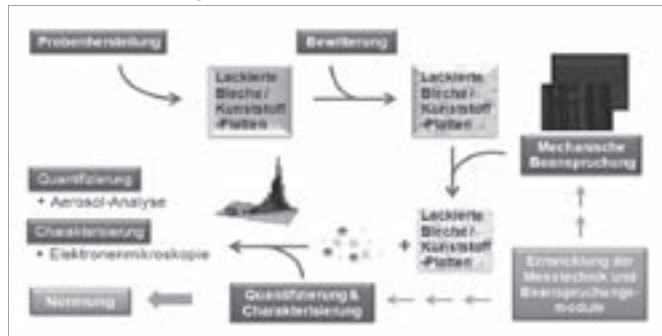 Probenherstellung
Bewitterung
Lackierte
Bleche /
Kunststoff
-Platten
Lackierte
Bleche /
Kunststoff
-Platten
Mechanische
Beanspruchung
Quantifizierung
• Aerosol-Analyse
Charakterisierung
• Elektronenmikroskopie
+
Lackierte
Bleche /
Kunststoff
-Platten
Entwicklung der
Messtechnik und
Beanspruchungs-
module
Normung
Quantifizierung &
Charakterisierung